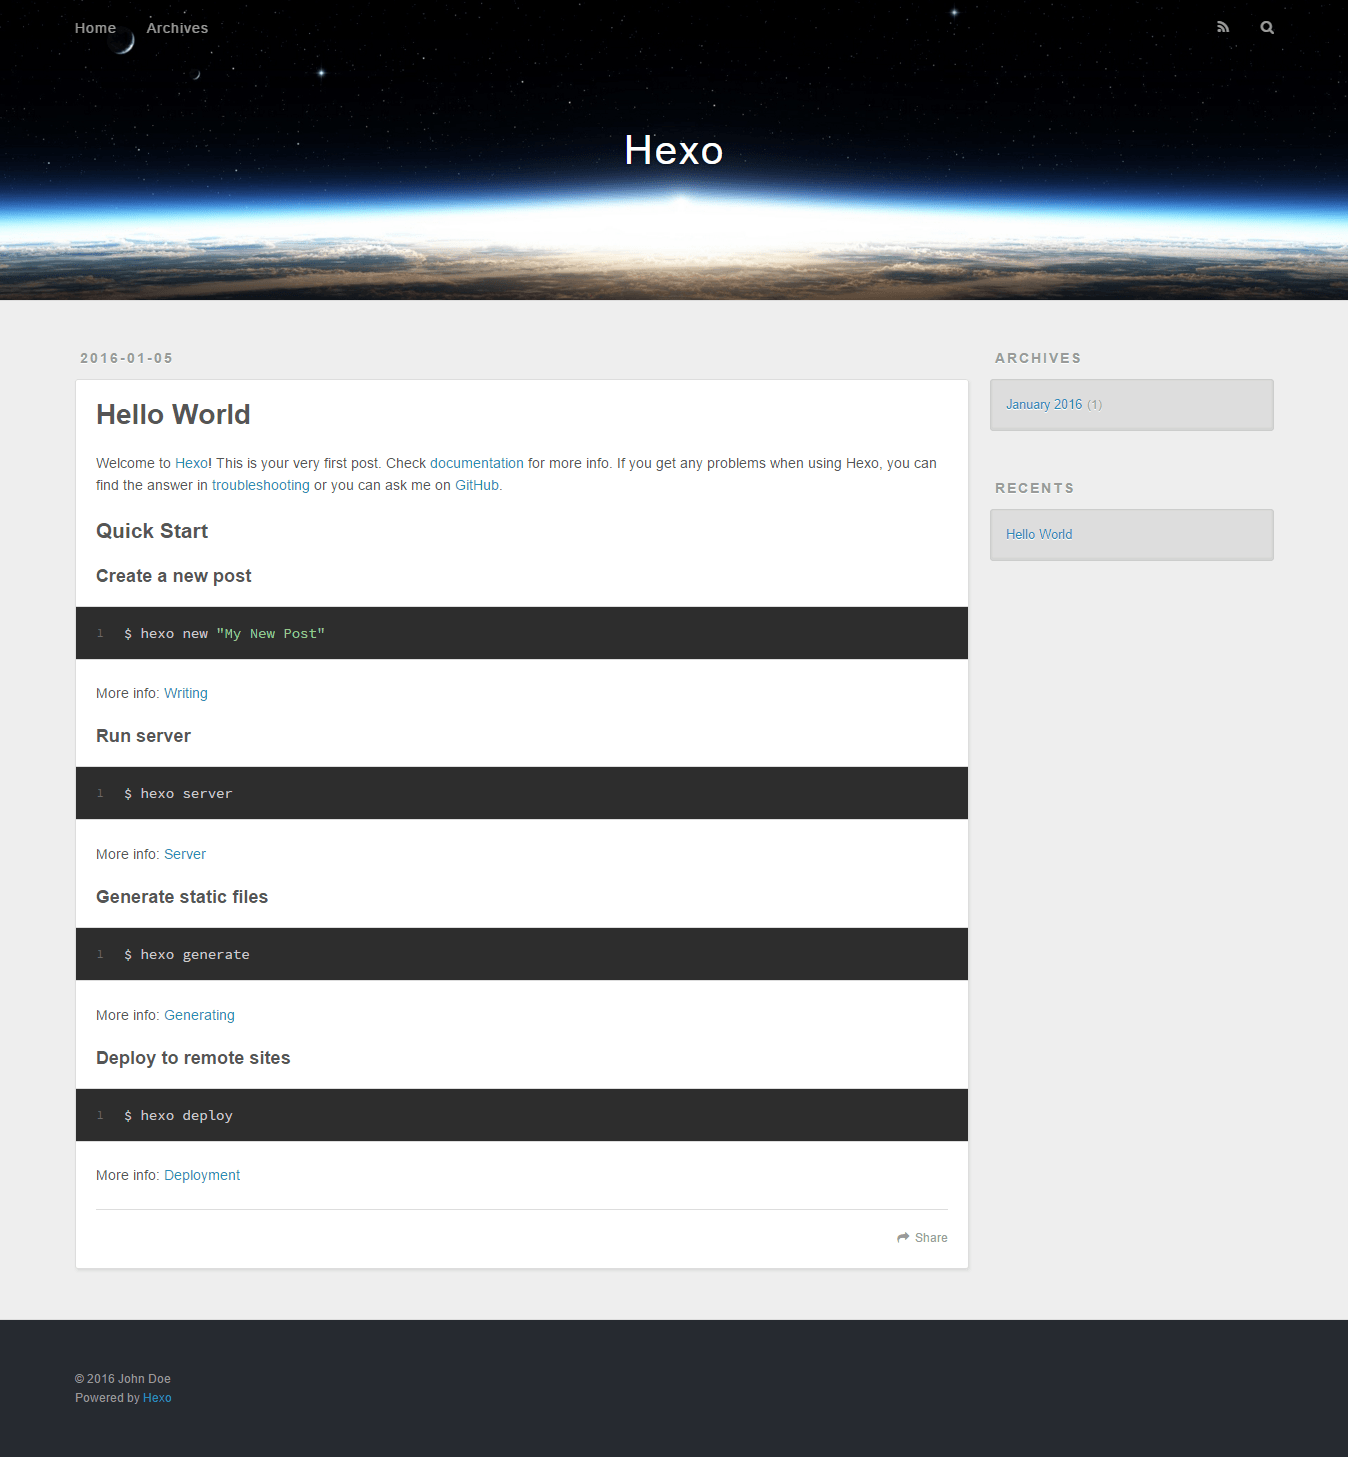 Home Archives
Hexo
2016-01-05
Hello World
Welcome to Hexo! This is your very first post. Check documentation for more info. If you get any problems when using Hexo, you can
find the answer in troubleshooting or you can ask me on GitHub.
Quick Start
Create a new post
1 $ hexo new "My New Post"
More info: Writing
Run server
1 $ hexo server
More info: Server
Generate static files
1 $ hexo generate
More info: Generating
Deploy to remote sites
1 $ hexo deploy
More info: Deployment
Share
ARCHIVES
January 2016 (1)
RECENTS
Hello World
© 2016 John Doe
Powered by Hexo